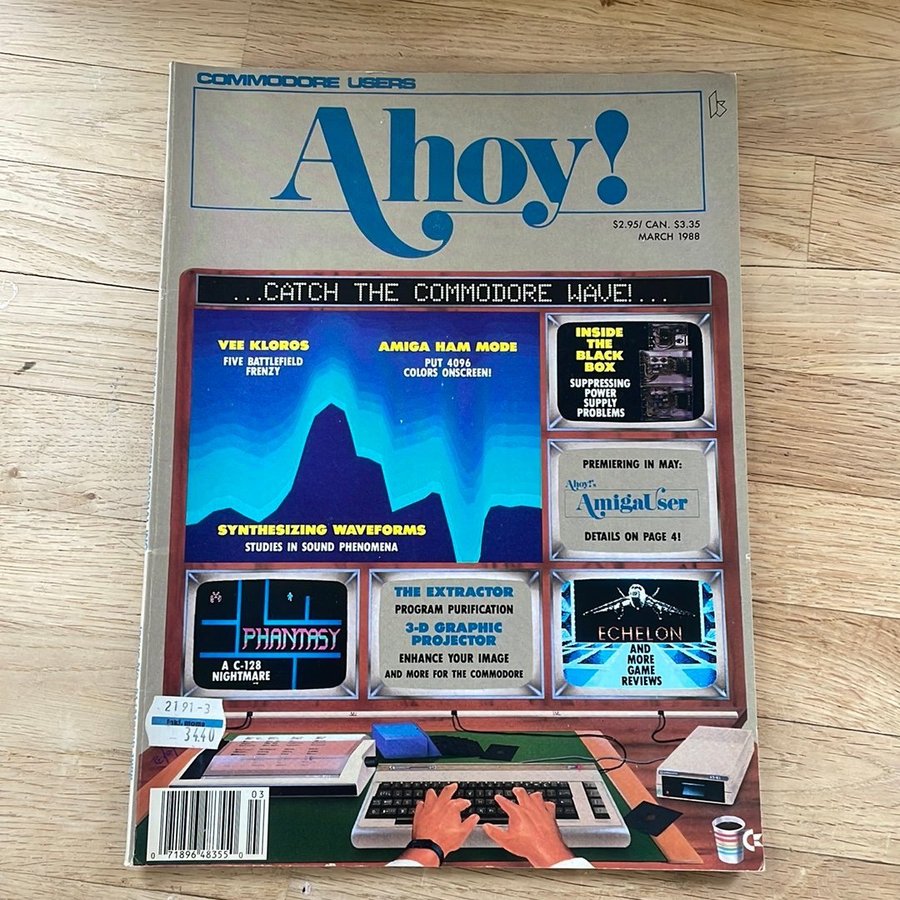 COMMODORE USERS
Ahoy!
$2.95/ CAN. $3.35
MARCH 1988
...CATCH THE COMMODORE WAVE!...
VEE KLOROS
FIVE BATTLEFIELD
FRENZY
AMIGA HAM MODE
PUT 4096
COLORS ONSCREEN!
INSIDE
THE
BLACK
BOX
SUPPRESSING
POWER
SUPPLY
PROBLEMS
PREMIERING IN MAY:
Ahoy!'s
AmigaUser
DETAILS ON PAGE 4!
SYNTHESIZING WAVEFORMS
STUDIES IN SOUND PHENOMENA
PHANTASY
A C-128
NIGHTMARE
THE EXTRACTOR
PROGRAM PURIFICATION
3-D GRAPHIC
PROJECTOR
ENHANCE YOUR IMAGE
AND MORE FOR THE COMMODORE
ECHELON
AND
MORE
GAME
REVIEWS
2191-3
inkl. moms
34.40
03
0 71896 48355 0